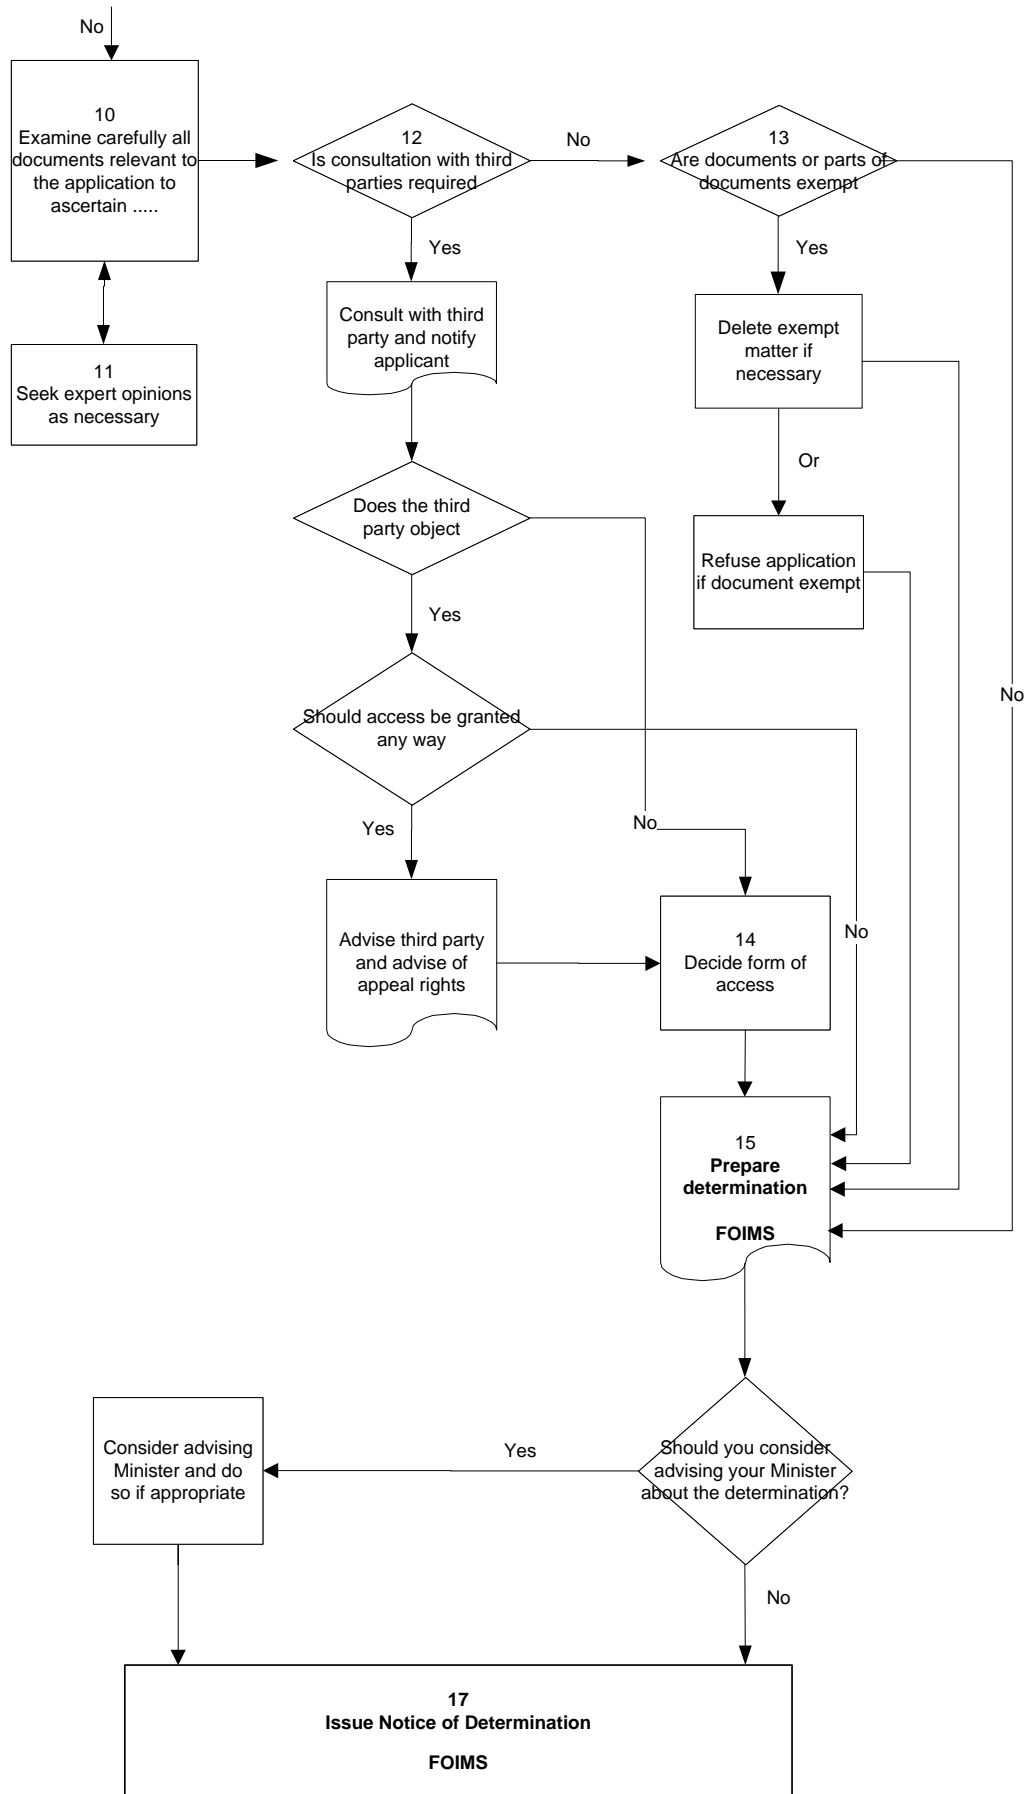 No
10
Examine carefully all
documents relevant to
the application to
ascertain .....
12
Is consultation with third
parties required
No
13
Are documents or parts of
documents exempt
Yes
Yes
11
Seek expert opinions
as necessary
Consult with third
party and notify
applicant
Delete exempt
matter if
necessary
Or
Does the third
party object
Refuse application
if document exempt
Yes
No
Should access be granted
any way
Yes
No
No
Advise third party
and advise of
appeal rights
14
Decide form of
access
15
Prepare
determination
FOIMS
Consider advising
Minister and do
so if appropriate
Yes
Should you consider
advising your Minister
about the determination?
No
17
Issue Notice of Determination
FOIMS